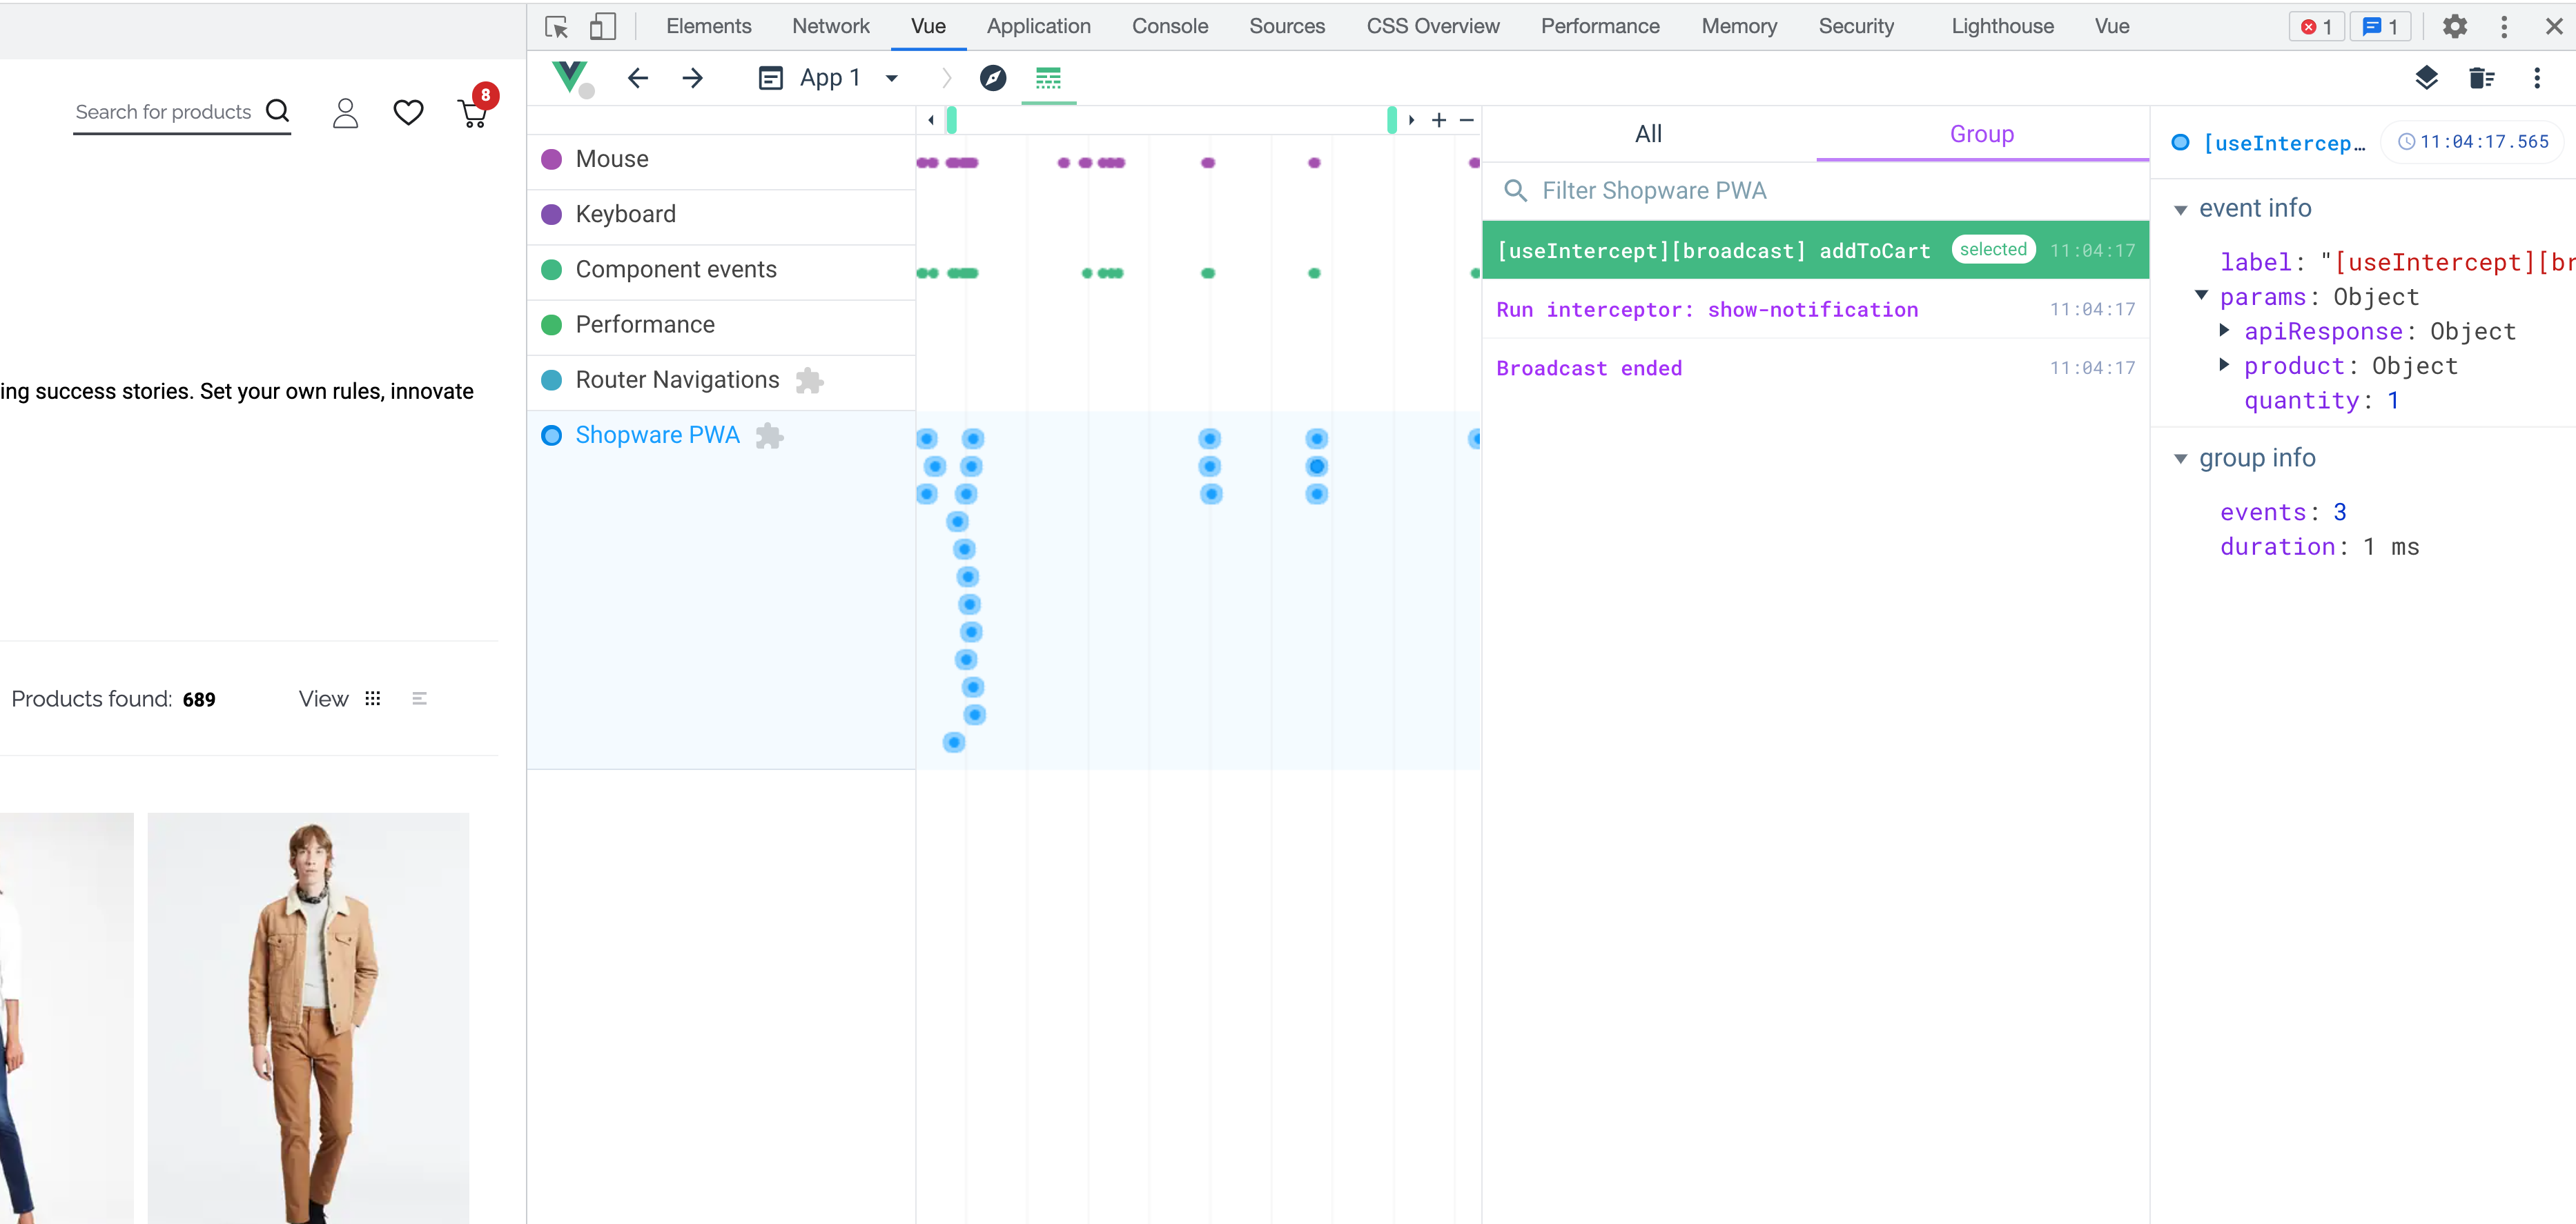 Elements Network Vue Application Console Sources CSS Overview Performance Memory Security Lighthouse Vue 1 1
App 1
Search for products
8
ing success stories. Set your own rules, innovate
Products found: 689 View
Mouse
Keyboard
Component events
Performance
Router Navigations
Shopware PWA
All Group
Filter Shopware PWA
[useIntercept][broadcast] addToCart selected 11:04:17
Run interceptor: show-notification 11:04:17
Broadcast ended 11:04:17
[useIntercep… 11:04:17.565
event info
label: "[useIntercept][br
params: Object
apiResponse: Object
product: Object
quantity: 1
group info
events: 3
duration: 1 ms